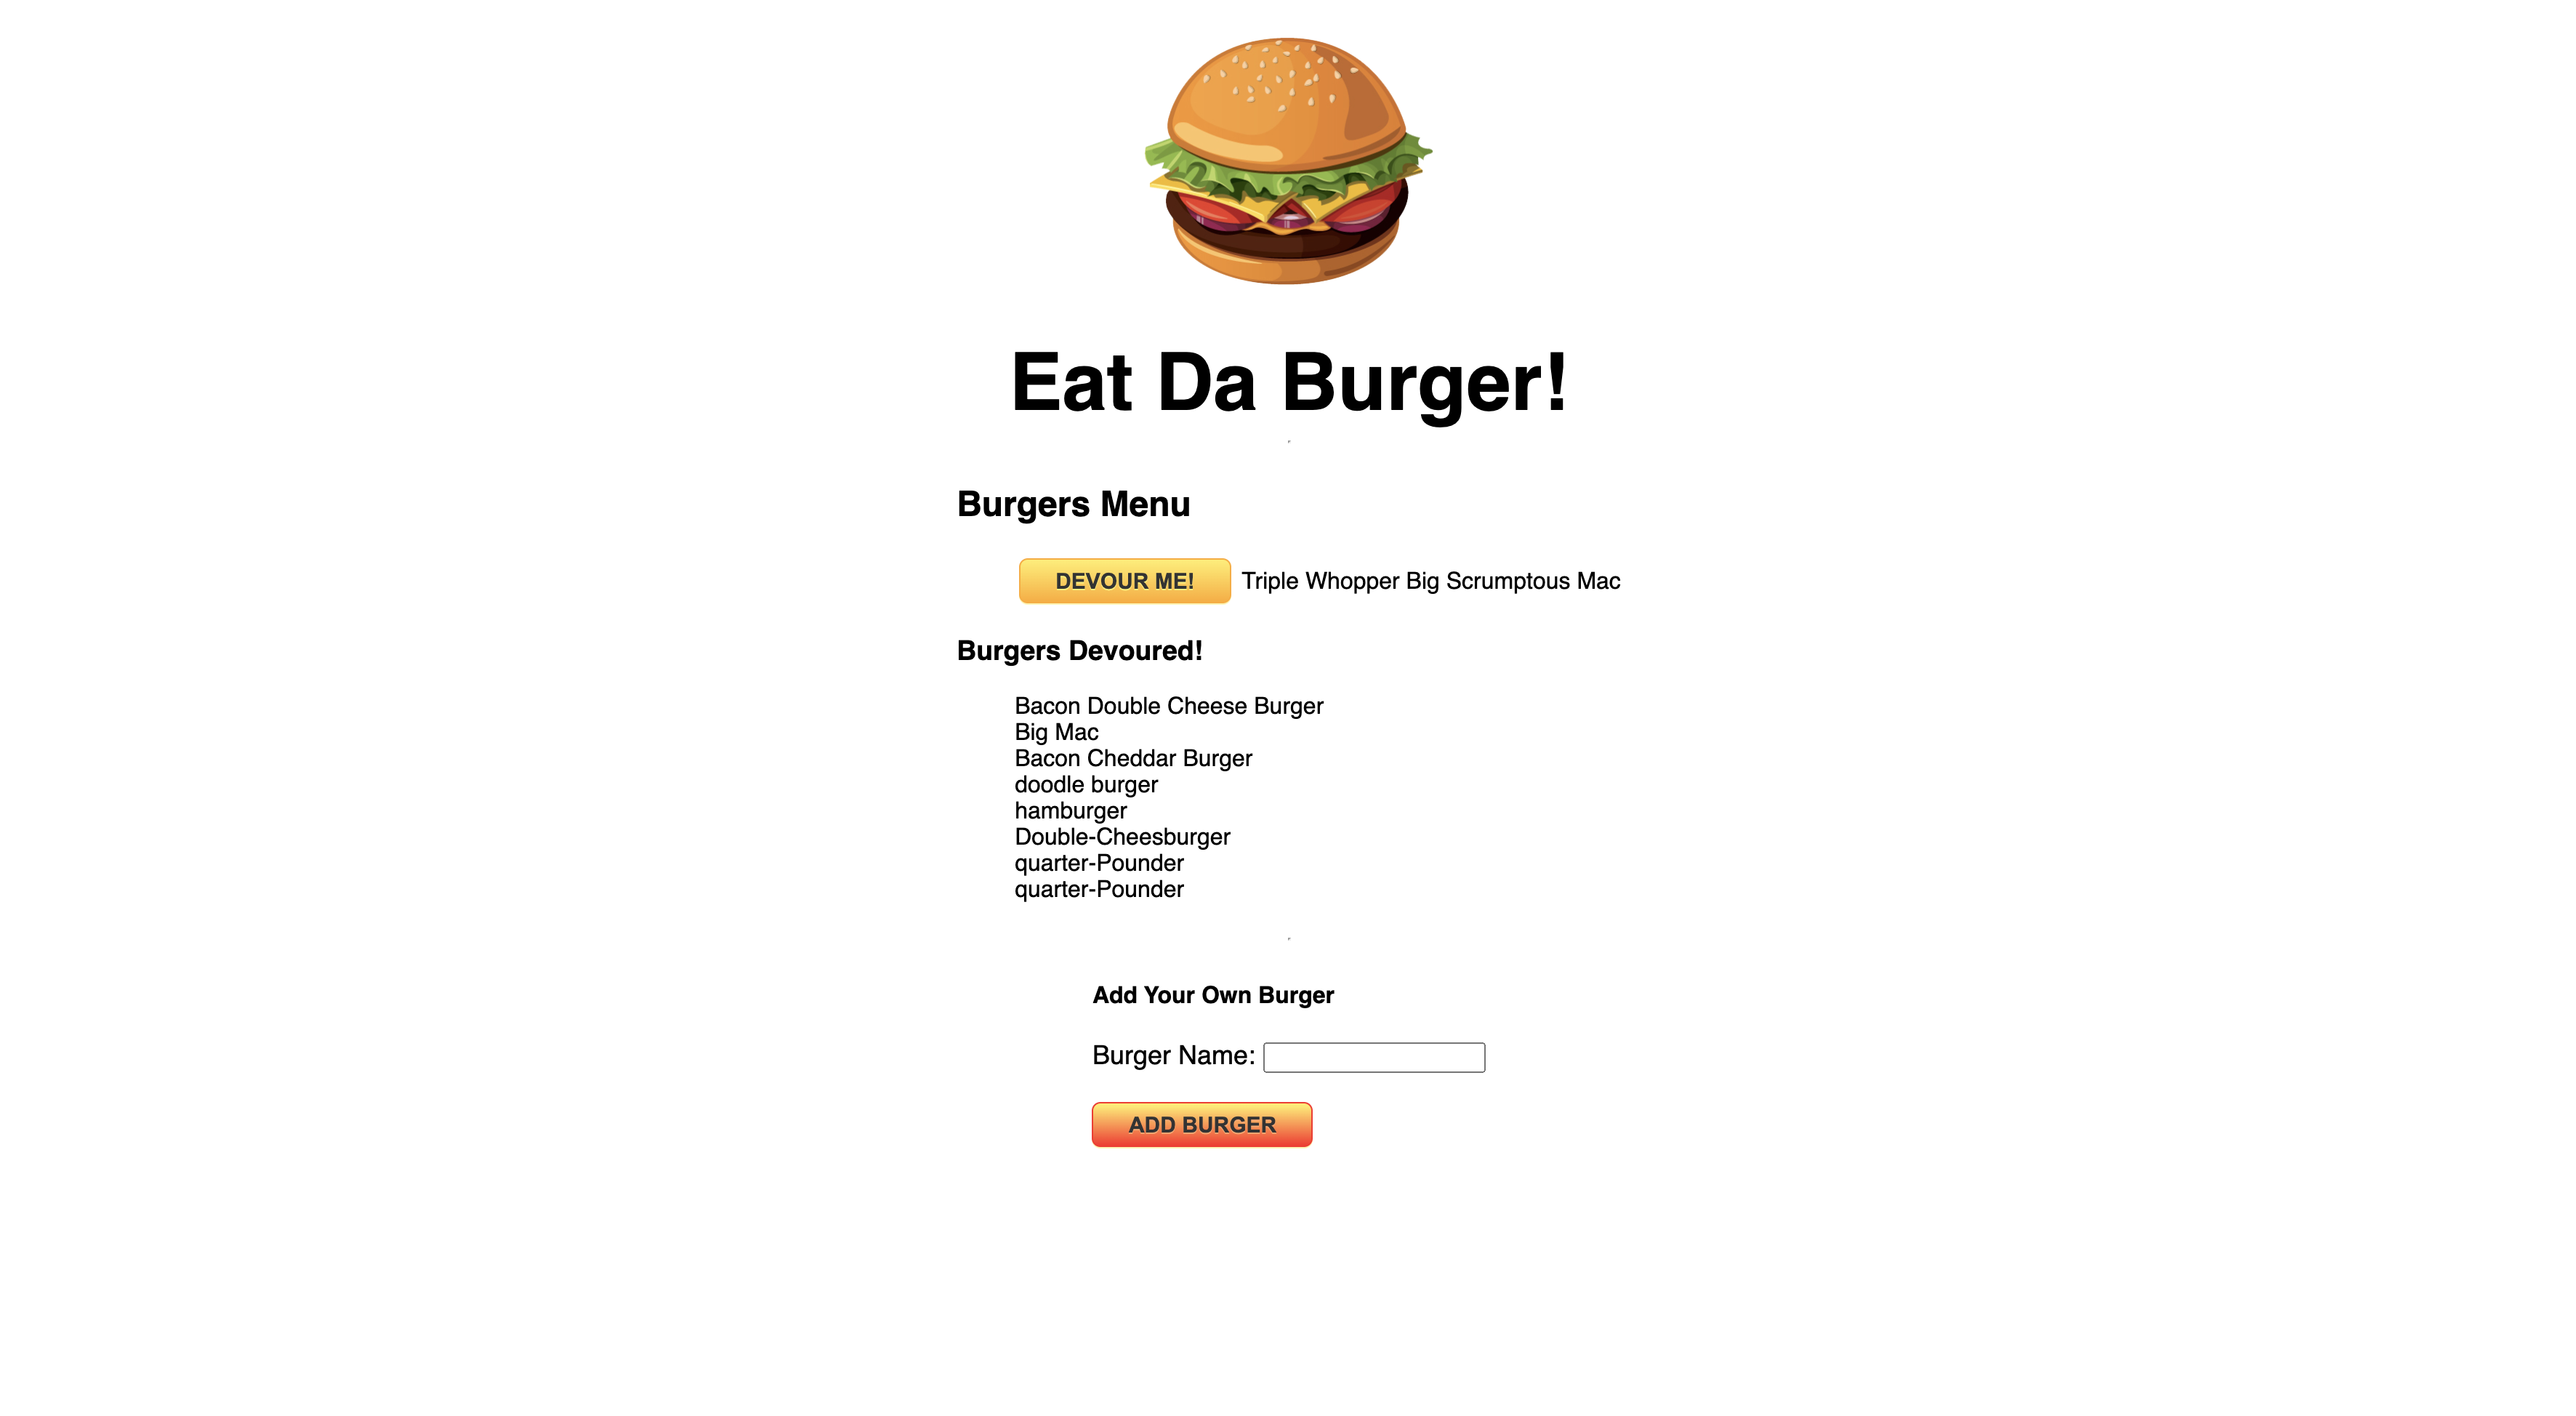 Eat Da Burger!
Burgers Menu
DEVOUR ME! Triple Whopper Big Scrumptous Mac
Burgers Devoured!
Bacon Double Cheese Burger
Big Mac
Bacon Cheddar Burger
doodle burger
hamburger
Double-Cheesburger
quarter-Pounder
quarter-Pounder
Add Your Own Burger
Burger Name:
ADD BURGER